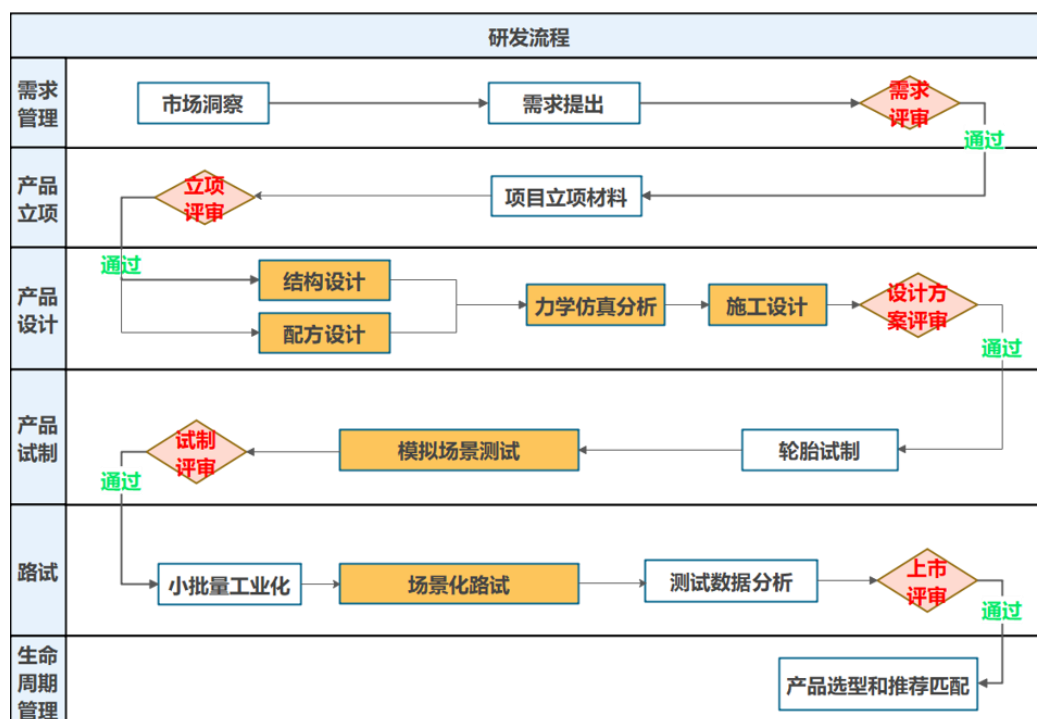 研发流程
需求
管理
市场洞察
需求提出
需求
评审
通过
产品
立项
立项
评审
项目立项材料
通过
产品
设计
结构设计
配方设计
力学仿真分析
施工设计
设计方
案评审
通过
产品
试制
试制
评审
模拟场景测试
轮胎试制
通过
路试
小批量工业化
场景化路试
测试数据分析
上市
评审
通过
生命
周期
管理
产品选型和推荐匹配